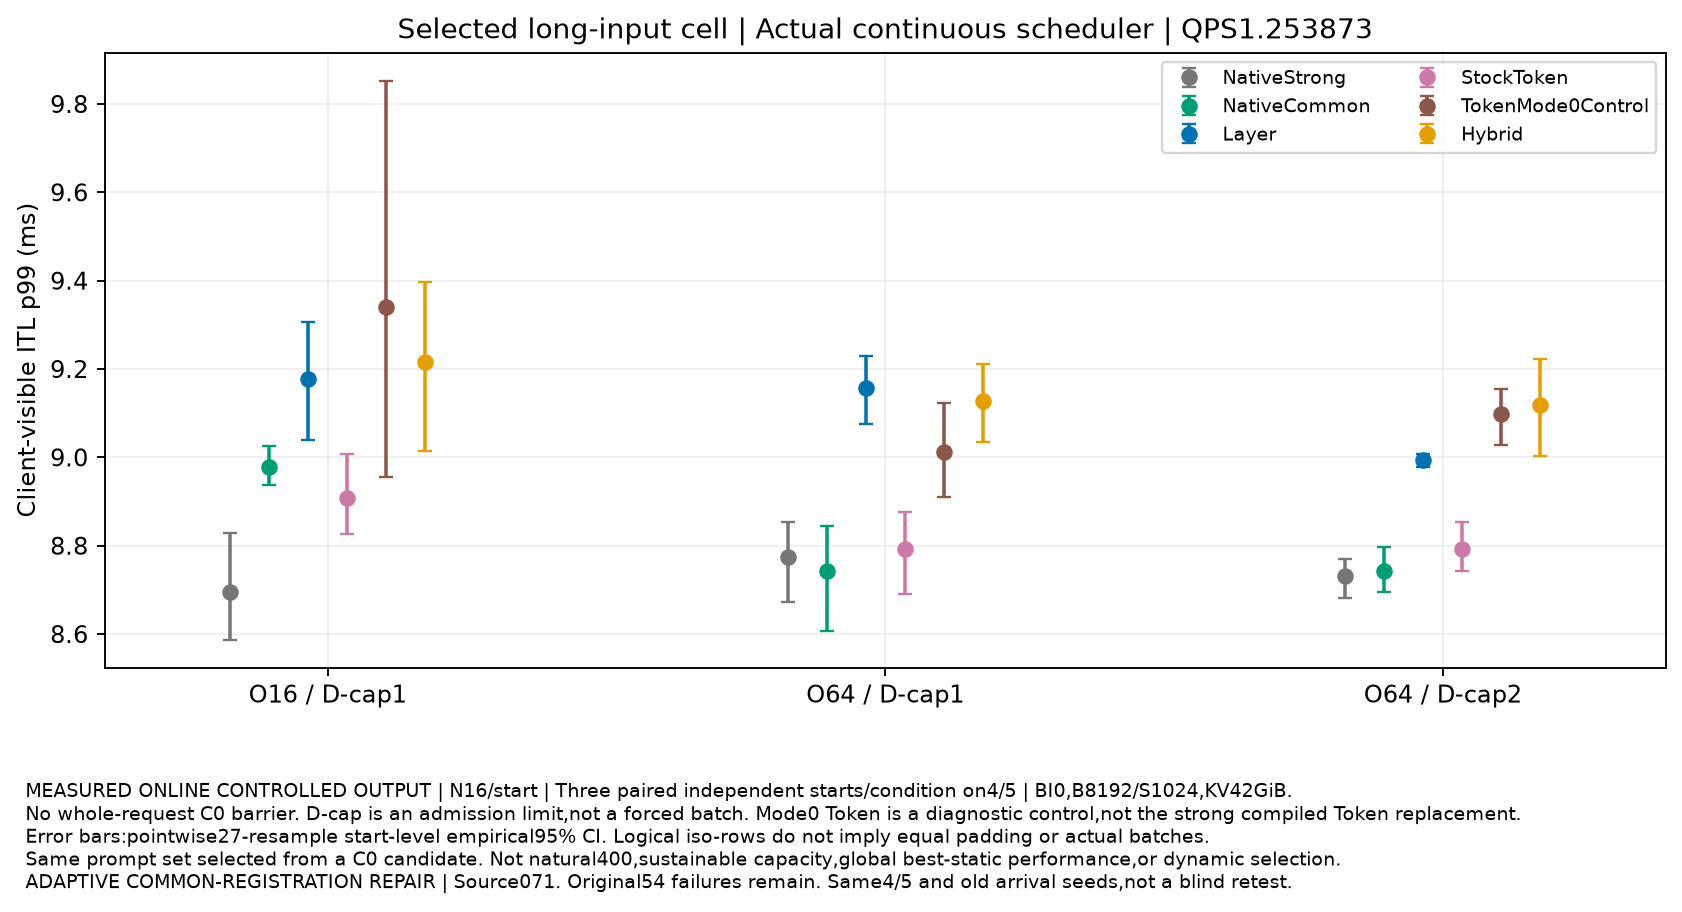 Selected long-input cell | Actual continuous scheduler | QPS1.253873
NativeStrong
NativeCommon
Layer
StockToken
TokenMode0Control
Hybrid
Client-visible ITL p99 (ms)
9.8
9.6
9.4
9.2
9.0
8.8
8.6
O16 / D-cap1
O64 / D-cap1
O64 / D-cap2
MEASURED ONLINE CONTROLLED OUTPUT | N16/start | Three paired independent starts/condition on4/5 | BI0,B8192/S1024,KV42GiB.
No whole-request C0 barrier. D-cap is an admission limit,not a forced batch. Mode0 Token is a diagnostic control,not the strong compiled Token replacement.
Error bars:pointwise27-resample start-level empirical95% CI. Logical iso-rows do not imply equal padding or actual batches.
Same prompt set selected from a C0 candidate. Not natural400,sustainable capacity,global best-static performance,or dynamic selection.
ADAPTIVE COMMON-REGISTRATION REPAIR | Source071. Original54 failures remain. Same4/5 and old arrival seeds,not a blind retest.